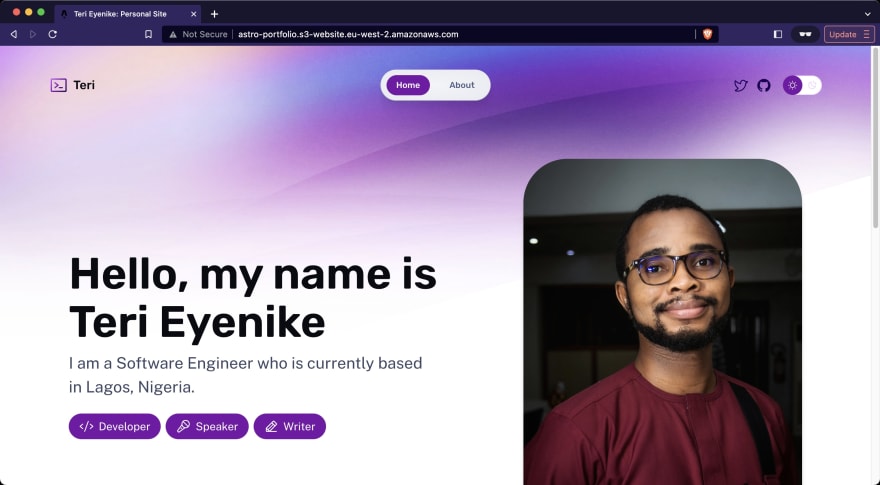 Teri Eyenike: Personal Site
Not Secure
astro-portfolio.s3-website.eu-west-2.amazonaws.com
Update
Teri
Home
About
Hello, my name is
Teri Eyenike
I am a Software Engineer who is currently based
in Lagos, Nigeria.
</> Developer
Speaker
Writer